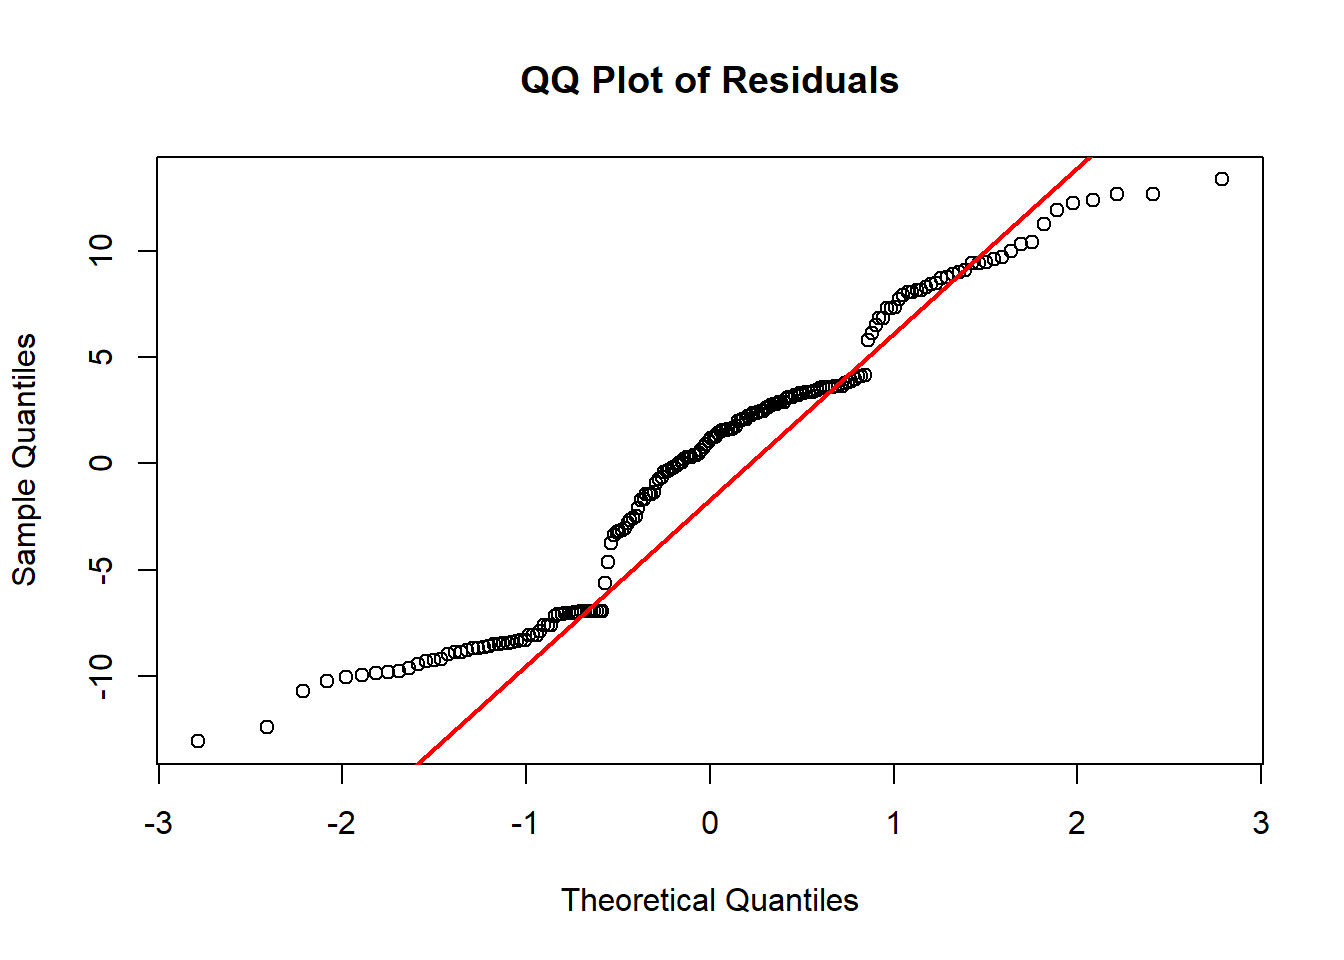 QQ Plot of Residuals
Sample Quantiles
10
5
0
-5
-10
-3 -2 -1 0 1 2 3
Theoretical Quantiles